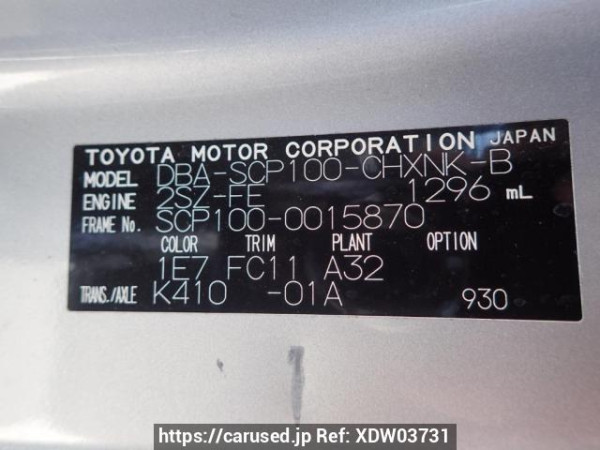 TOYOTA MOTOR CORPORATION JAPAN
MODEL DBA-SCP100-CHXNK-B
ENGINE 2SZ-FE 1296 mL
FRAME No. SCP100-0015870
COLOR TRIM PLANT OPTION
1E7 FC11 A32
TRANS./AXLE K410 -01A 930
https://carused.jp Ref: XDW03731